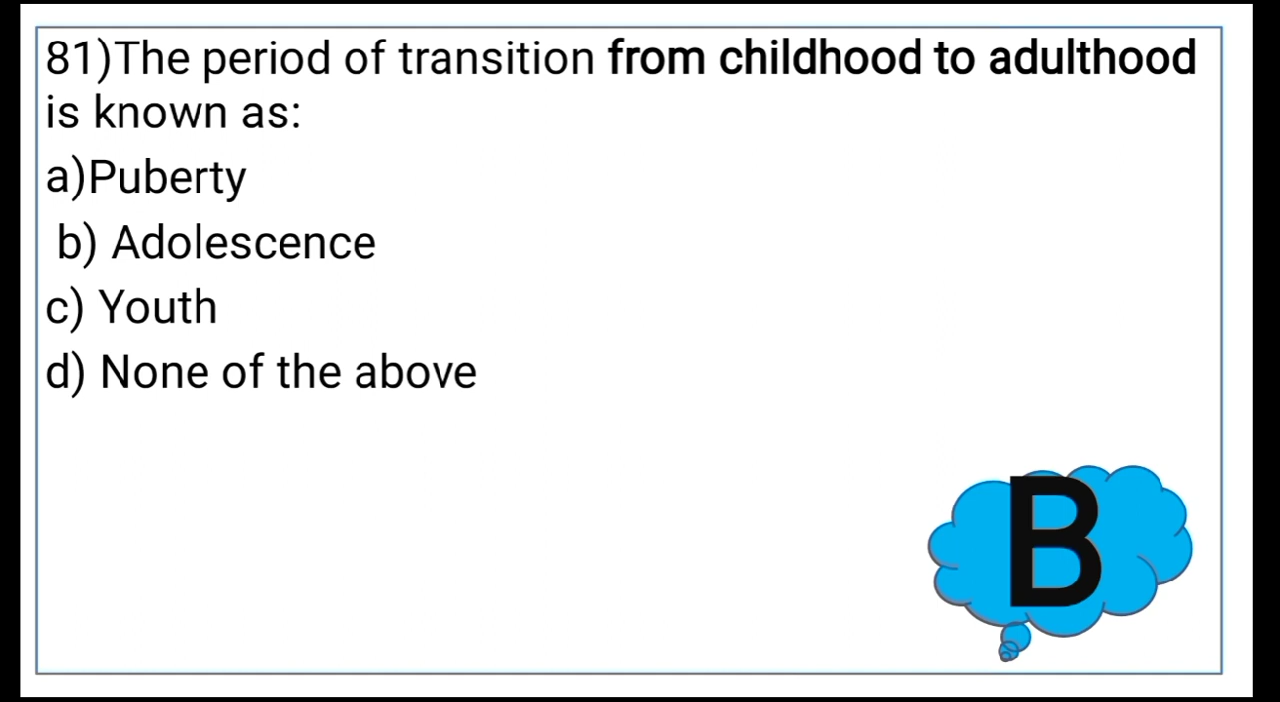 81)The period of transition from childhood to adulthood
is known as:
a)Puberty
b) Adolescence
c) Youth
d) None of the above
B